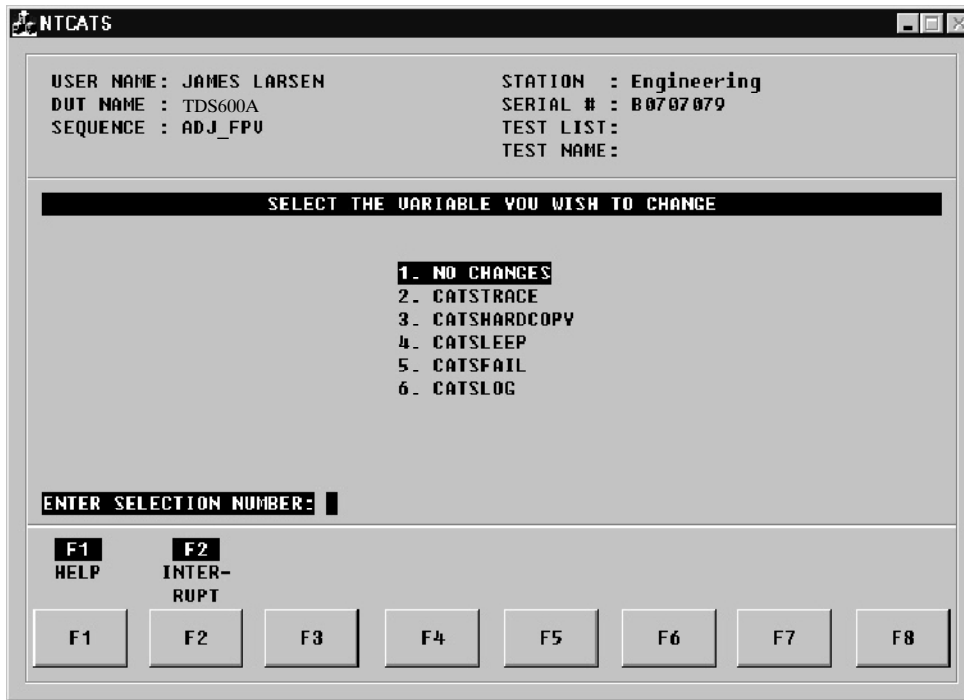 NTCATS
USER NAME: JAMES LARSEN
DUT NAME : TDS600A
SEQUENCE : ADJ_FPV
STATION : Engineering
SERIAL # : B0707079
TEST LIST:
TEST NAME:
SELECT THE VARIABLE YOU WISH TO CHANGE
1. NO CHANGES
2. CATSTRACE
3. CATSHARDCOPY
4. CATSLEEP
5. CATSFAIL
6. CATSLOG
ENTER SELECTION NUMBER:
F1 F2
HELP INTER-
RUPT
F1 F2 F3 F4 F5 F6 F7 F8